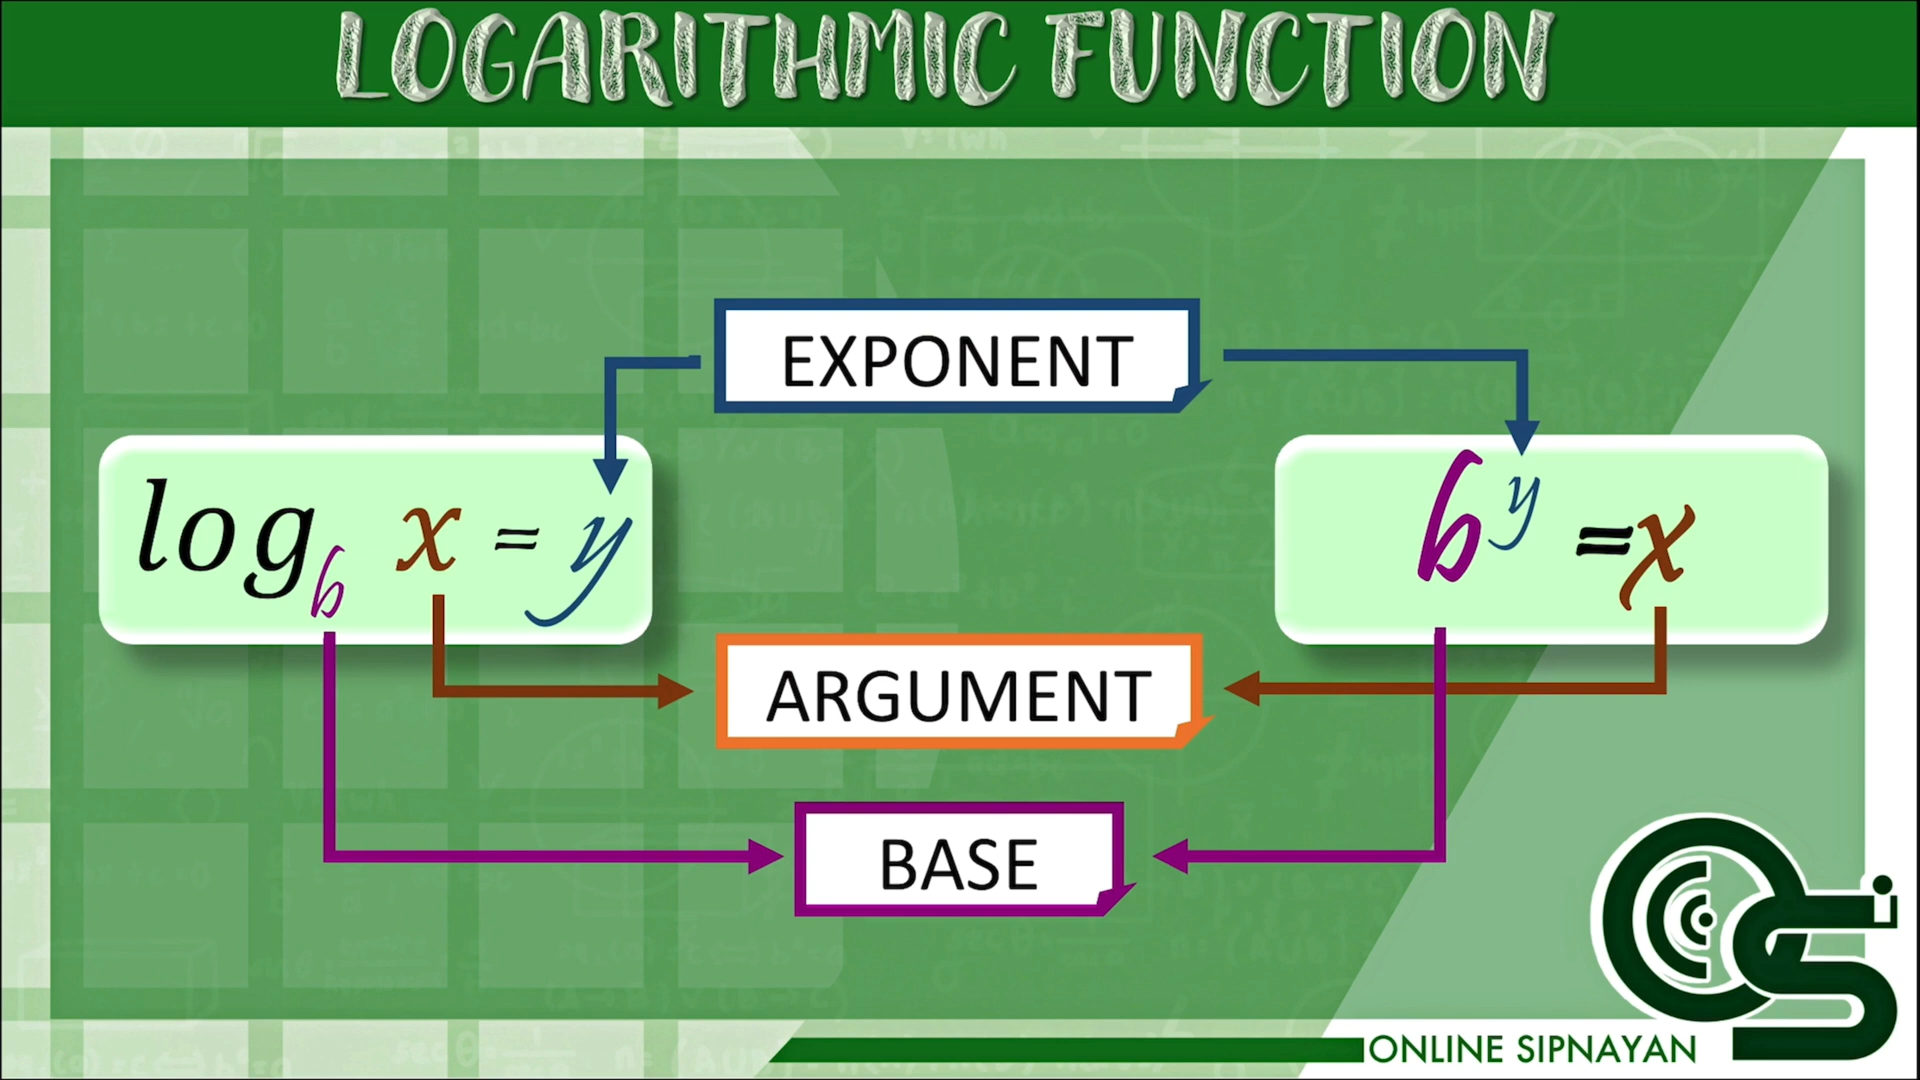 LOGARITHMIC FUNCTION
EXPONENT
log_b x = y
b^y = x
ARGUMENT
BASE
ONLINE SIPNAYAN